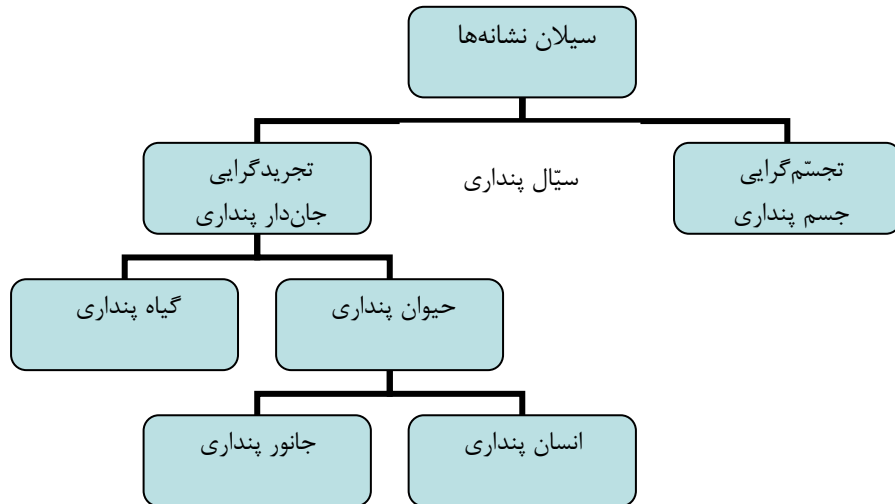 سیلان نشانه‌ها
تجسّم‌گرایی
جسم پنداری
سیّال پنداری
تجریدگرایی
جان‌دار پنداری
حیوان پنداری
گیاه پنداری
انسان پنداری
جانور پنداری